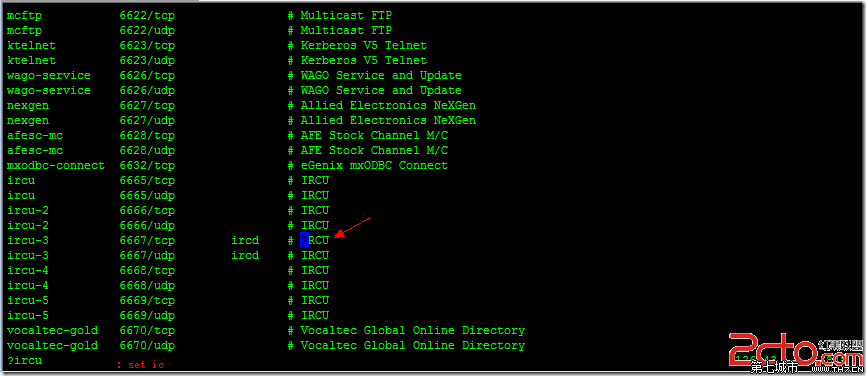 mcftp 6622/tcp # Multicast FTP
mcftp 6622/udp # Multicast FTP
ktelnet 6623/tcp # Kerberos V5 Telnet
ktelnet 6623/udp # Kerberos V5 Telnet
wago-service 6626/tcp # WAGO Service and Update
wago-service 6626/udp # WAGO Service and Update
nexgen 6627/tcp # Allied Electronics NeXGen
nexgen 6627/udp # Allied Electronics NeXGen
afesc-mc 6628/tcp # AFE Stock Channel M/C
afesc-mc 6628/udp # AFE Stock Channel M/C
mxodbc-connect 6632/tcp # eGenix mxODBC Connect
ircu 6665/tcp # IRCU
ircu 6665/udp # IRCU
ircu-2 6666/tcp # IRCU
ircu-2 6666/udp # IRCU
ircu-3 6667/tcp ircd # IRCU
ircu-3 6667/udp ircd # IRCU
ircu-4 6668/tcp # IRCU
ircu-4 6668/udp # IRCU
ircu-5 6669/tcp # IRCU
ircu-5 6669/udp # IRCU
vocaltec-gold 6670/tcp # Vocaltec Global Online Directory
vocaltec-gold 6670/udp # Vocaltec Global Online Directory
?ircu : set ic
2cto.com
第七城市 WWW.TH7.CN